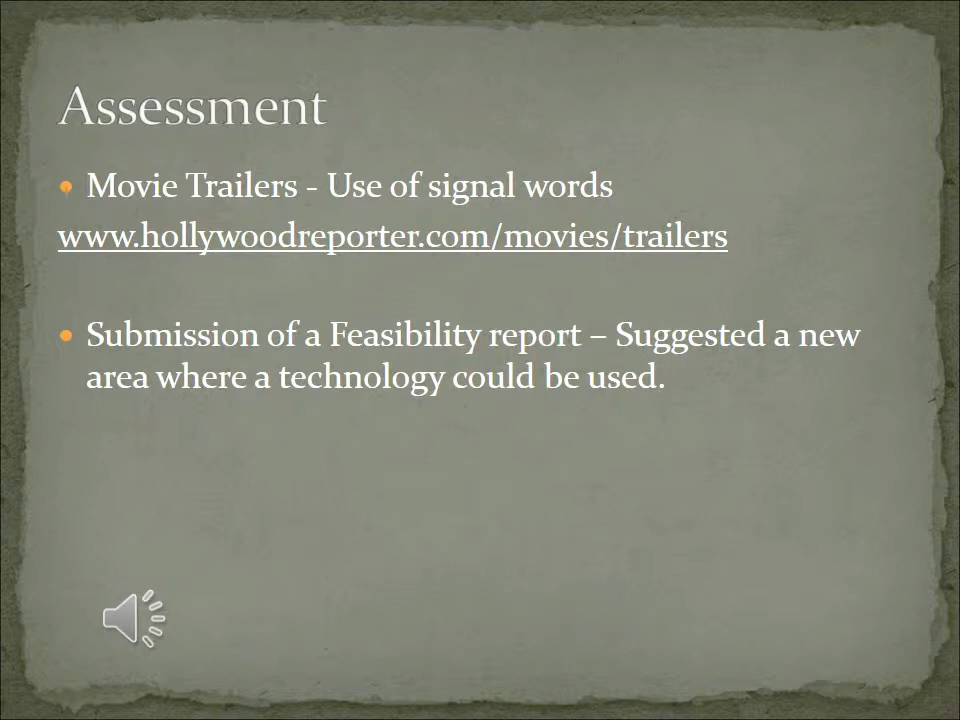 Assessment
Movie Trailers - Use of signal words
www.hollywoodreporter.com/movies/trailers
Submission of a Feasibility report – Suggested a new
area where a technology could be used.